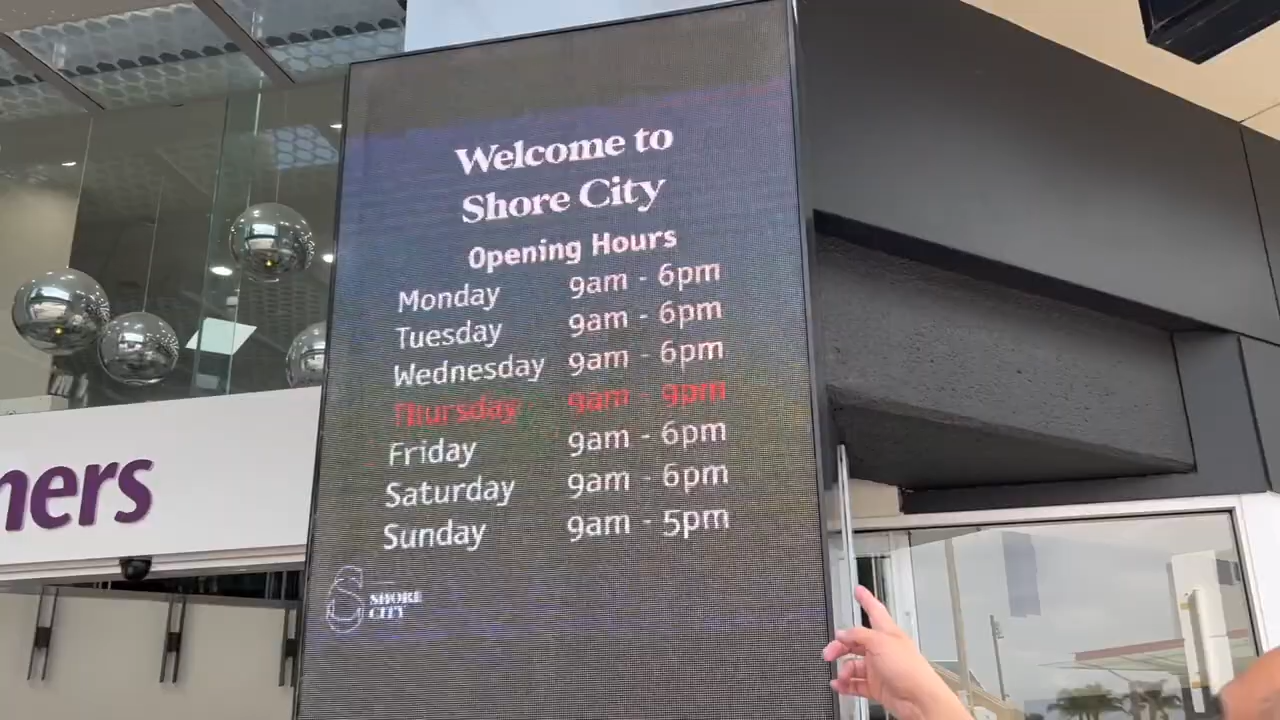 Welcome to
Shore City
Opening Hours
Monday 9am - 6pm
Tuesday 9am - 6pm
Wednesday 9am - 6pm
Thursday 9am - 9pm
Friday 9am - 6pm
Saturday 9am - 6pm
Sunday 9am - 5pm
SHORE
CITY
ners